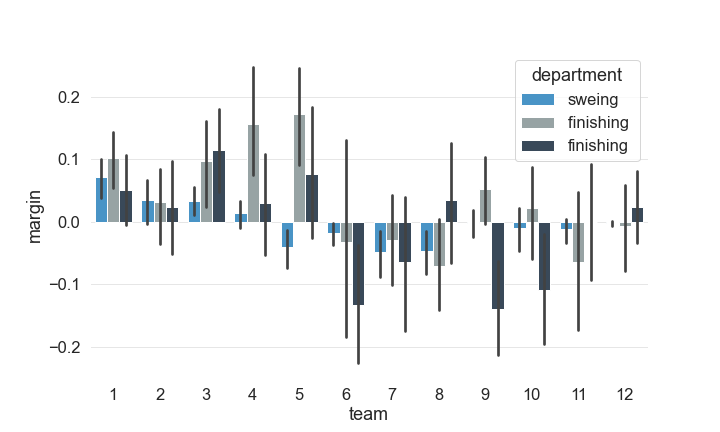 department
sweing
finishing
finishing
0.2
0.1
0.0
−0.1
−0.2
margin
1 2 3 4 5 6 7 8 9 10 11 12
team